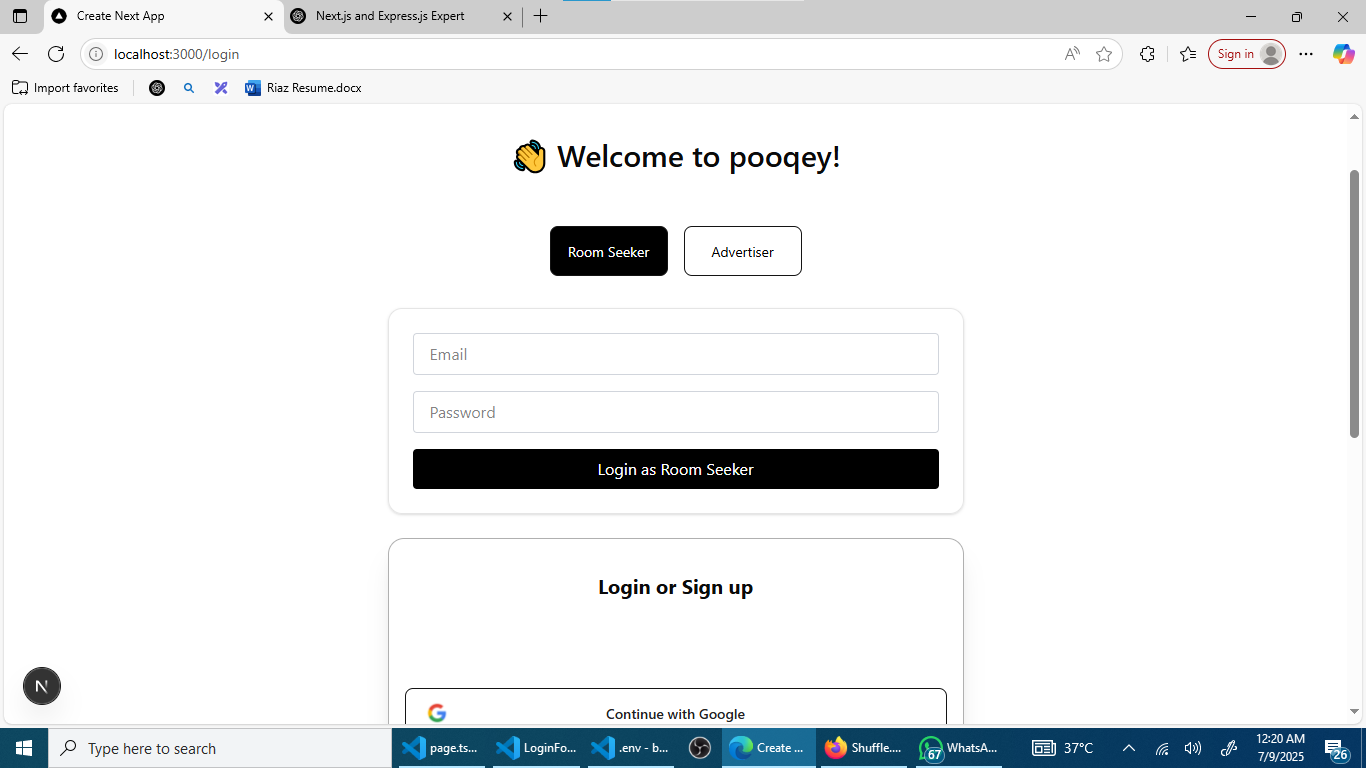 Create Next App
Next.js and Express.js Expert
localhost:3000/login
Sign in
Import favorites
Riaz Resume.docx
👋 Welcome to pooqey!
Room Seeker
Advertiser
Email
Password
Login as Room Seeker
Login or Sign up
N
G
Continue with Google
Type here to search
page.ts...
LoginFo...
.env - b...
Create ...
Shuffle....
67
WhatsA...
37°C
12:20 AM
7/9/2025
26